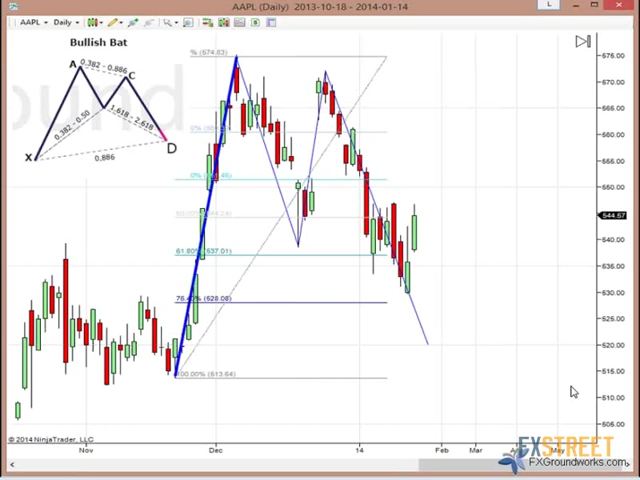 AAPL (Daily) 2013-10-18 - 2014-01-14
L
AAPL Daily
Bullish Bat
A
0.382 - 0.886
C
0.382 - 0.50
1.618 - 2.618
X
0.886
D
% (574.83)
61.80% (537.01)
76.40% (528.08)
100.00% (513.64)
575.00
570.00
565.00
560.00
550.00
544.57
540.00
535.00
530.00
525.00
520.00
515.00
510.00
505.00
© 2014 NinjaTrader, LLC
Nov
Dec
14
Feb
Mar
May
FXSTREET
FXGroundworks.com